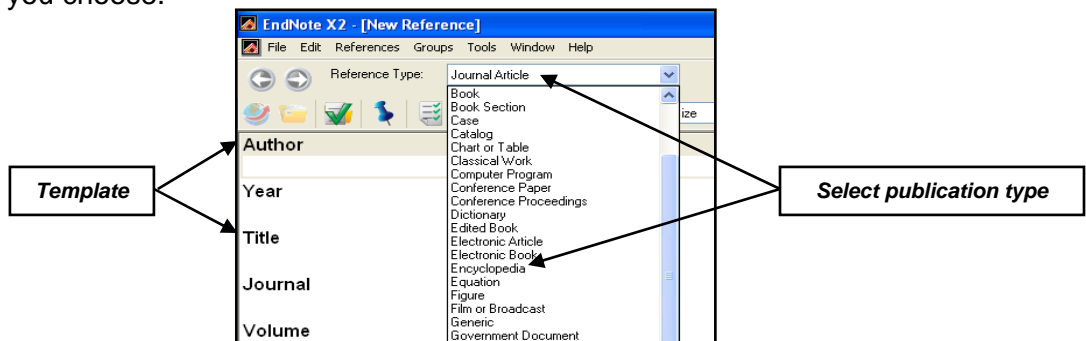 you choose.
EndNote X2 - [New Reference]
File Edit References Groups Tools Window Help
Reference Type: Journal Article
Book
Book Section
ize
Case
Catalog
Author
Chart or Table
Classical Work
Computer Program
Template
Select publication type
Year
Conference Paper
Conference Proceedings
Dictionary
Title
Edited Book
Electronic Article
Electronic Book
Encyclopedia
Journal
Equation
Figure
Film or Broadcast
Generic
Volume
Government Document